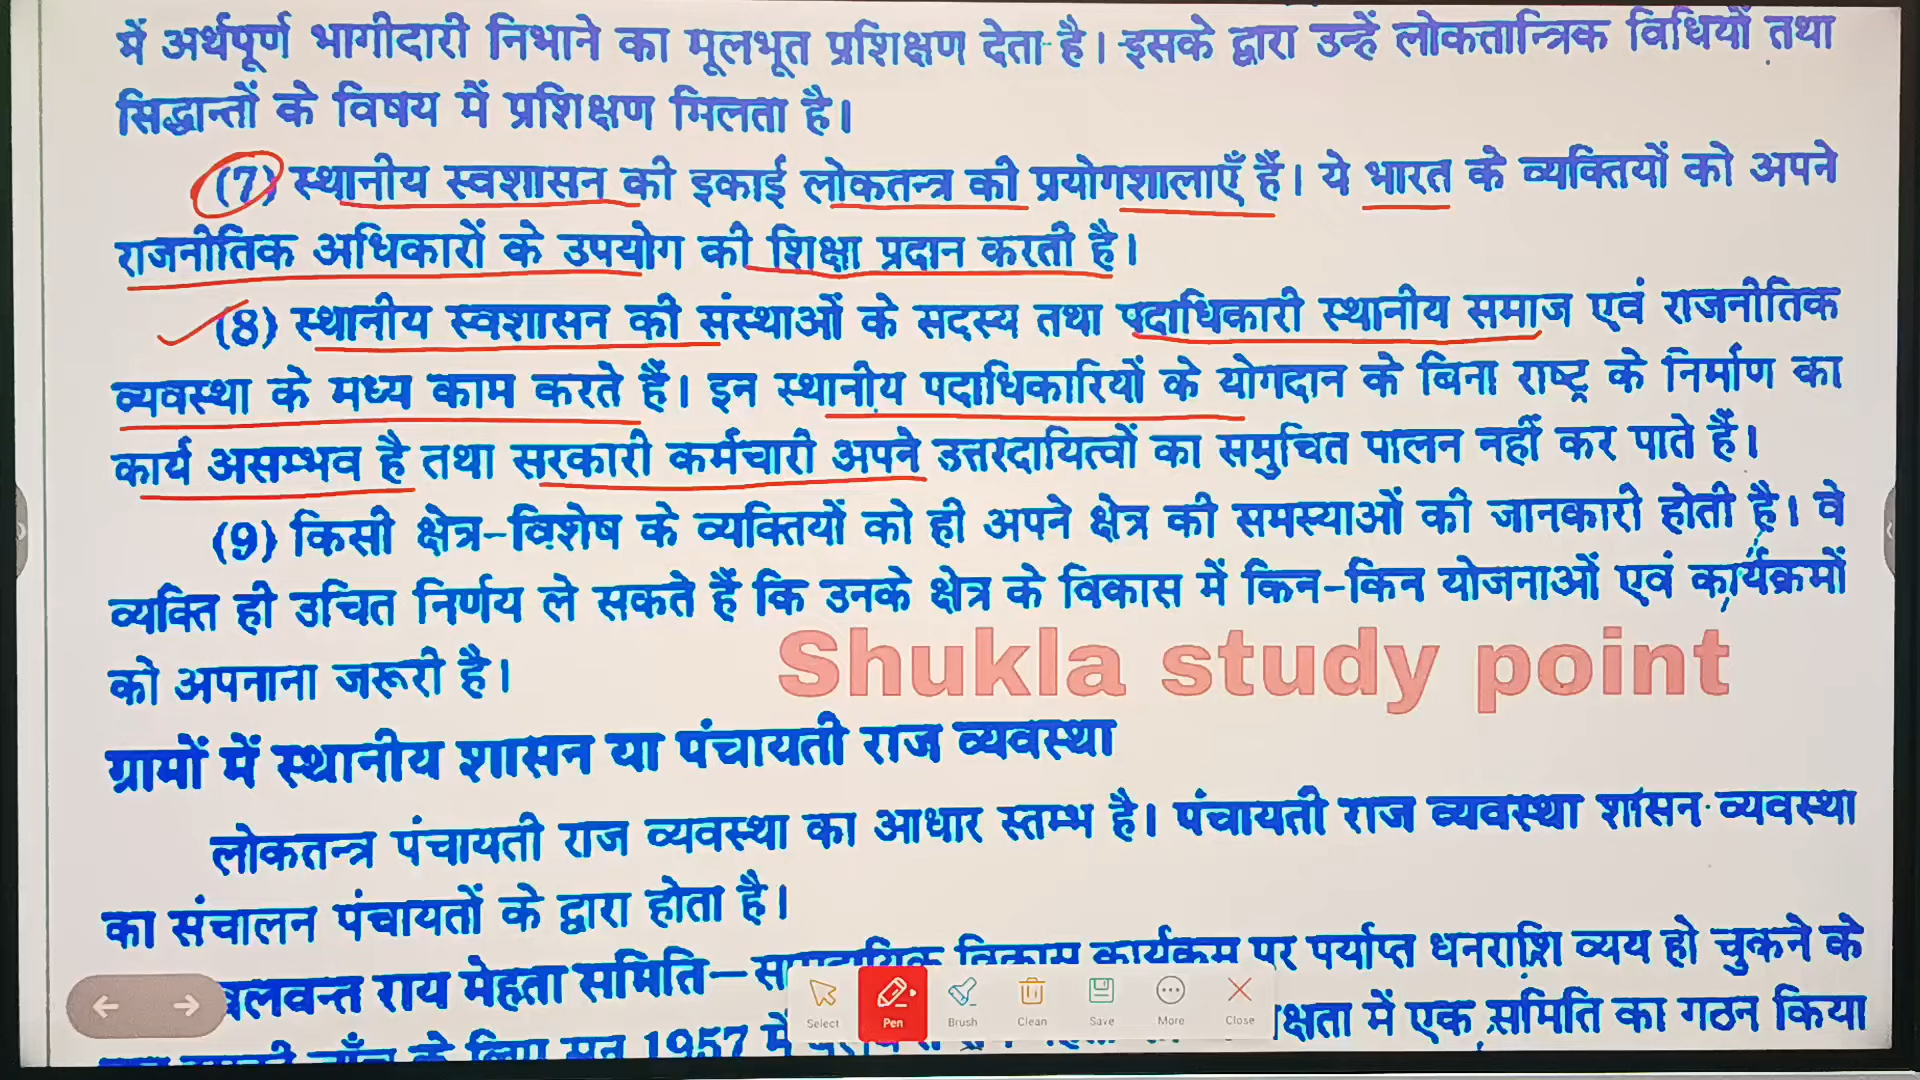 में अर्थपूर्ण भागीदारी निभाने का मूलभूत प्रशिक्षण देता है। इसके द्वारा उन्हें लोकतान्त्रिक विधियों तथा
सिद्धान्तों के विषय में प्रशिक्षण मिलता है।
(7) स्थानीय स्वशासन की इकाई लोकतन्त्र की प्रयोगशालाएँ हैं। ये भारत के व्यक्तियों को अपने
राजनीतिक अधिकारों के उपयोग की शिक्षा प्रदान करती है।
(8) स्थानीय स्वशासन की संस्थाओं के सदस्य तथा पदाधिकारी स्थानीय समाज एवं राजनीतिक
व्यवस्था के मध्य काम करते हैं। इन स्थानीय पदाधिकारियों के योगदान के बिना राष्ट्र के निर्माण का
कार्य असम्भव है तथा सरकारी कर्मचारी अपने उत्तरदायित्वों का समुचित पालन नहीं कर पाते हैं।
(9) किसी क्षेत्र-विशेष के व्यक्तियों को ही अपने क्षेत्र की समस्याओं की जानकारी होती है। वे
व्यक्ति ही उचित निर्णय ले सकते हैं कि उनके क्षेत्र के विकास में किन-किन योजनाओं एवं कार्यक्रमों
को अपनाना जरूरी है।
Shukla study point
ग्रामों में स्थानीय शासन या पंचायती राज व्यवस्था
लोकतन्त्र पंचायती राज व्यवस्था का आधार स्तम्भ है। पंचायती राज व्यवस्था शासन व्यवस्था
का संचालन पंचायतों के द्वारा होता है।
बलवन्त राय मेहता समिति—सामुदायिक विकास कार्यक्रम पर पर्याप्त धनराशि व्यय हो चुकने के
के लिए सन् 1957 में क्षता में एक समिति का गठन किया
Select Pen Brush Clean Save More Close